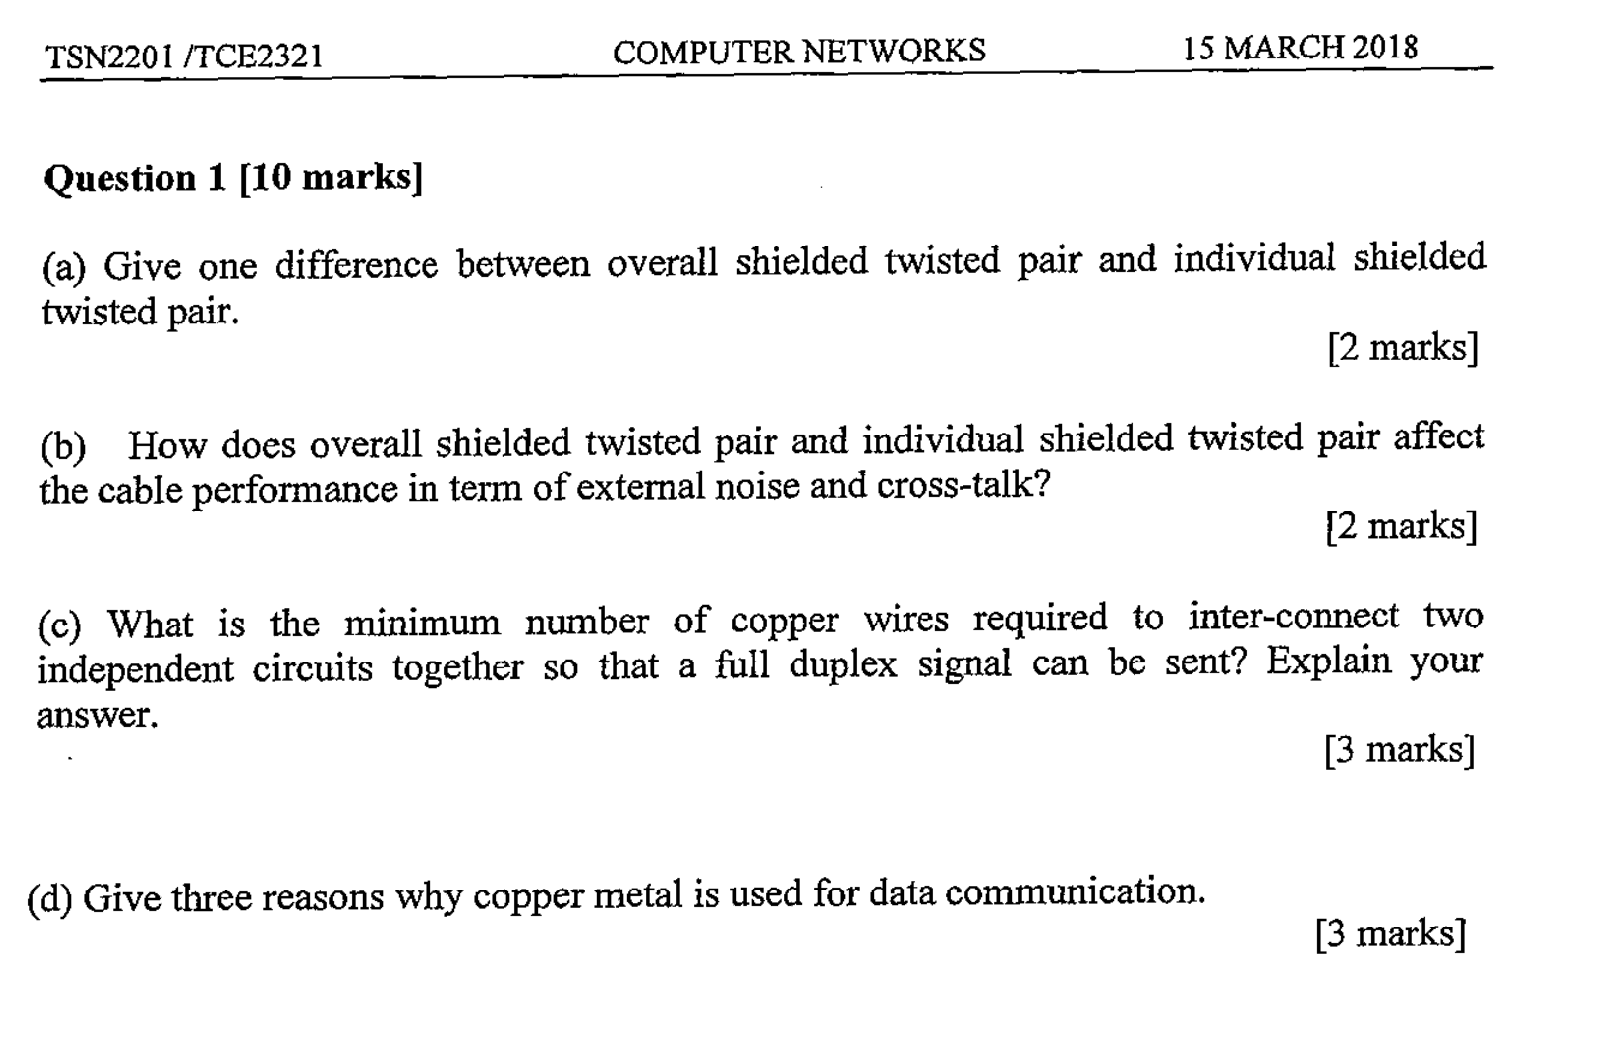 TSN2201 /TCE2321 COMPUTER NETWORKS 15 MARCH 2018
Question 1 [10 marks]
(a) Give one difference between overall shielded twisted pair and individual shielded
twisted pair.
[2 marks]
(b) How does overall shielded twisted pair and individual shielded twisted pair affect
the cable performance in term of external noise and cross-talk?
[2 marks]
(c) What is the minimum number of copper wires required to inter-connect two
independent circuits together so that a full duplex signal can be sent? Explain your
answer.
[3 marks]
(d) Give three reasons why copper metal is used for data communication.
[3 marks]